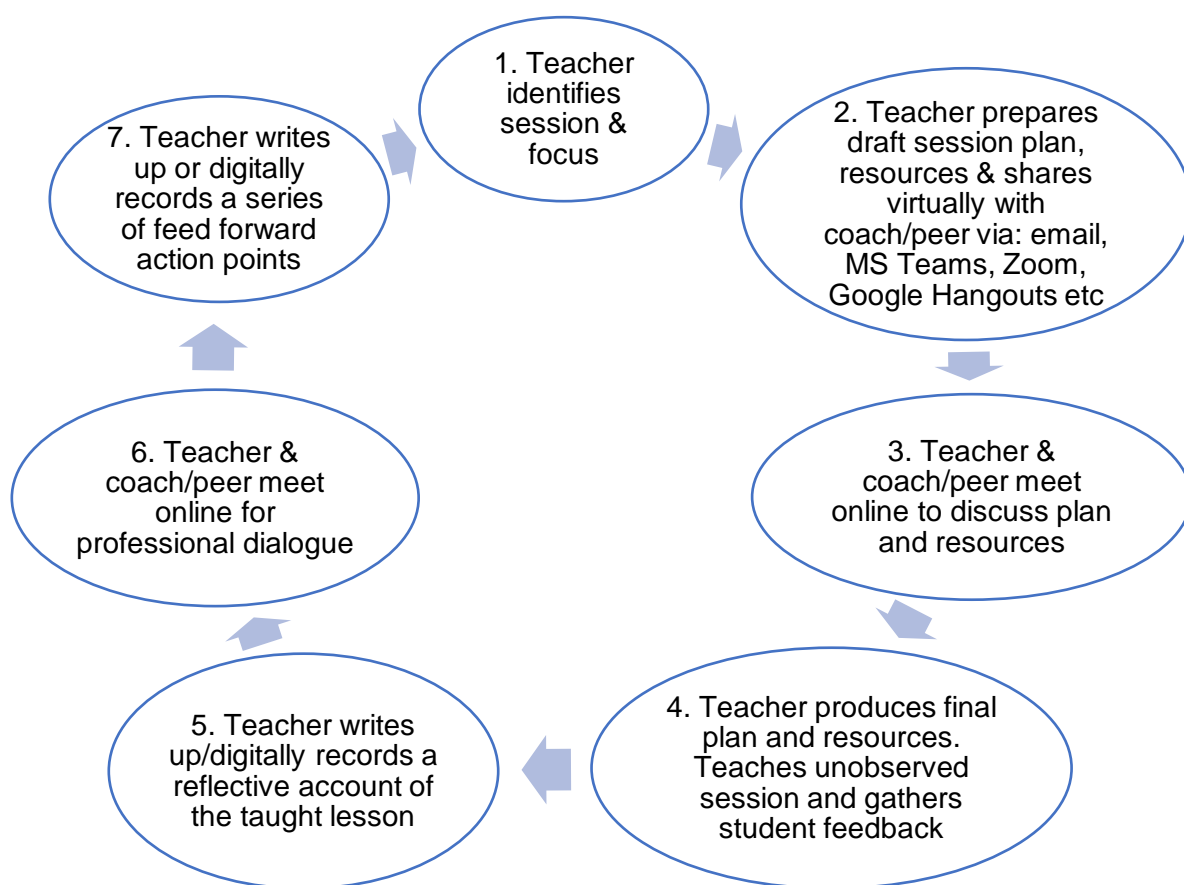 1. Teacher
identifies
session &
focus
2. Teacher prepares
draft session plan,
resources & shares
virtually with
coach/peer via: email,
MS Teams, Zoom,
Google Hangouts etc
3. Teacher &
coach/peer meet
online to discuss plan
and resources
4. Teacher produces final
plan and resources.
Teaches unobserved
session and gathers
student feedback
5. Teacher writes
up/digitally records a
reflective account of
the taught lesson
6. Teacher &
coach/peer meet
online for
professional dialogue
7. Teacher writes
up or digitally
records a series
of feed forward
action points